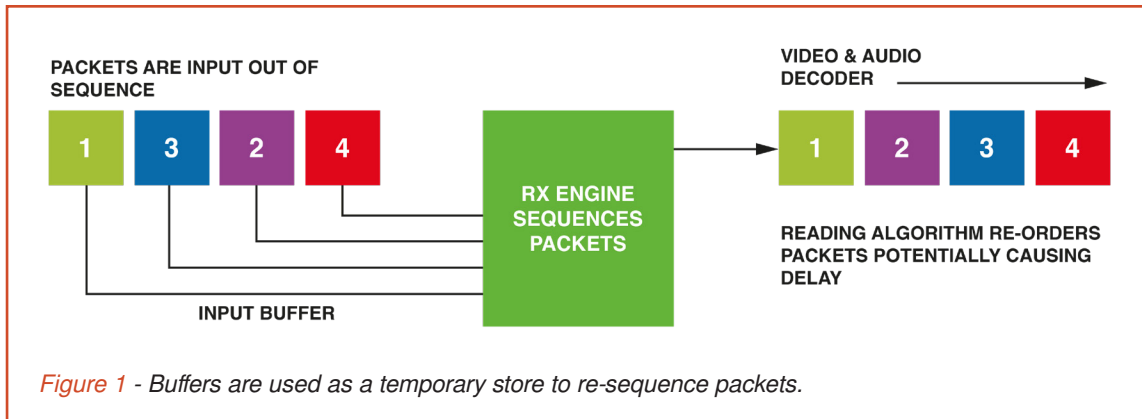 PACKETS ARE INPUT OUT OF
SEQUENCE
1
3
2
4
INPUT BUFFER
RX ENGINE
SEQUENCES
PACKETS
VIDEO & AUDIO
DECODER
1
2
3
4
READING ALGORITHM RE-ORDERS
PACKETS POTENTIALLY CAUSING
DELAY
Figure 1 - Buffers are used as a temporary store to re-sequence packets.